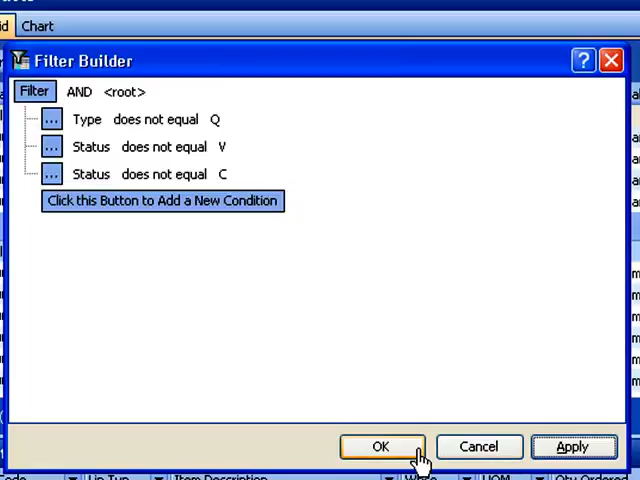 Chart
Filter Builder
Filter AND <root>
... Type does not equal Q
... Status does not equal V
... Status does not equal C
Click this Button to Add a New Condition
OK Cancel Apply
Item Description UOM